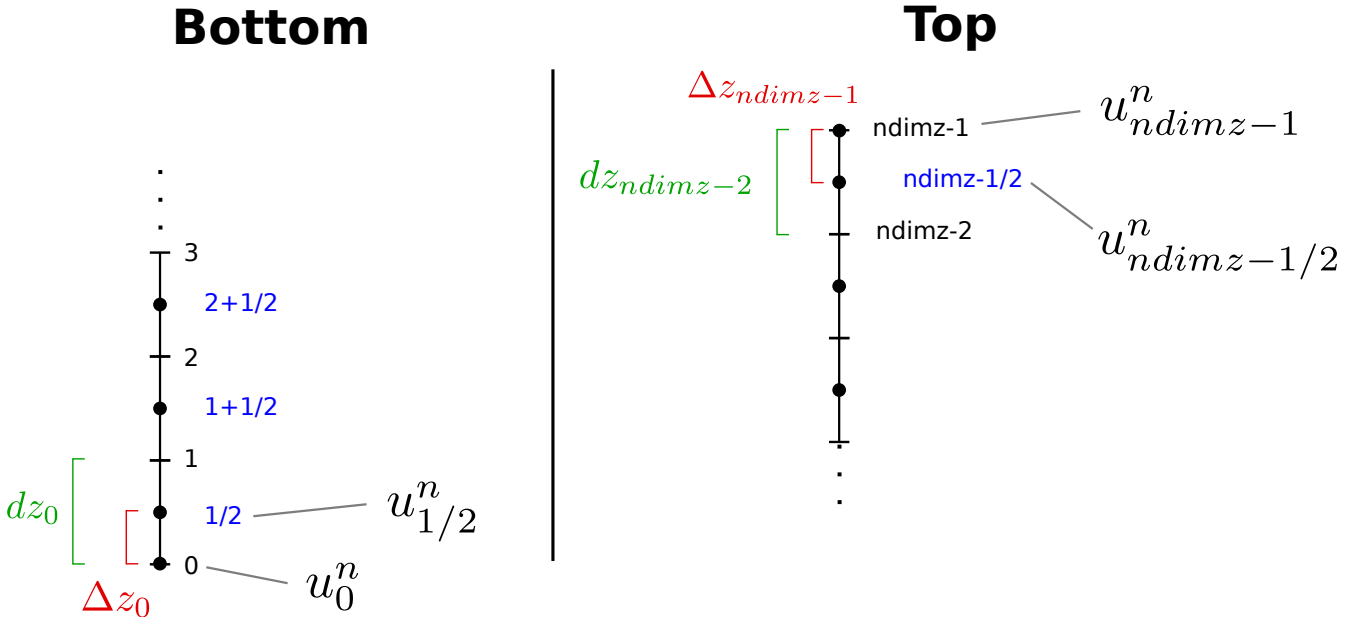 Bottom
3
2+1/2
2
1+1/2
1
dz_0
1/2
u^n_{1/2}
0
u^n_0
Δz_0
Top
Δz_{ndimz−1}
ndimz-1
u^n_{ndimz−1}
dz_{ndimz−2}
ndimz-1/2
ndimz-2
u^n_{ndimz−1/2}